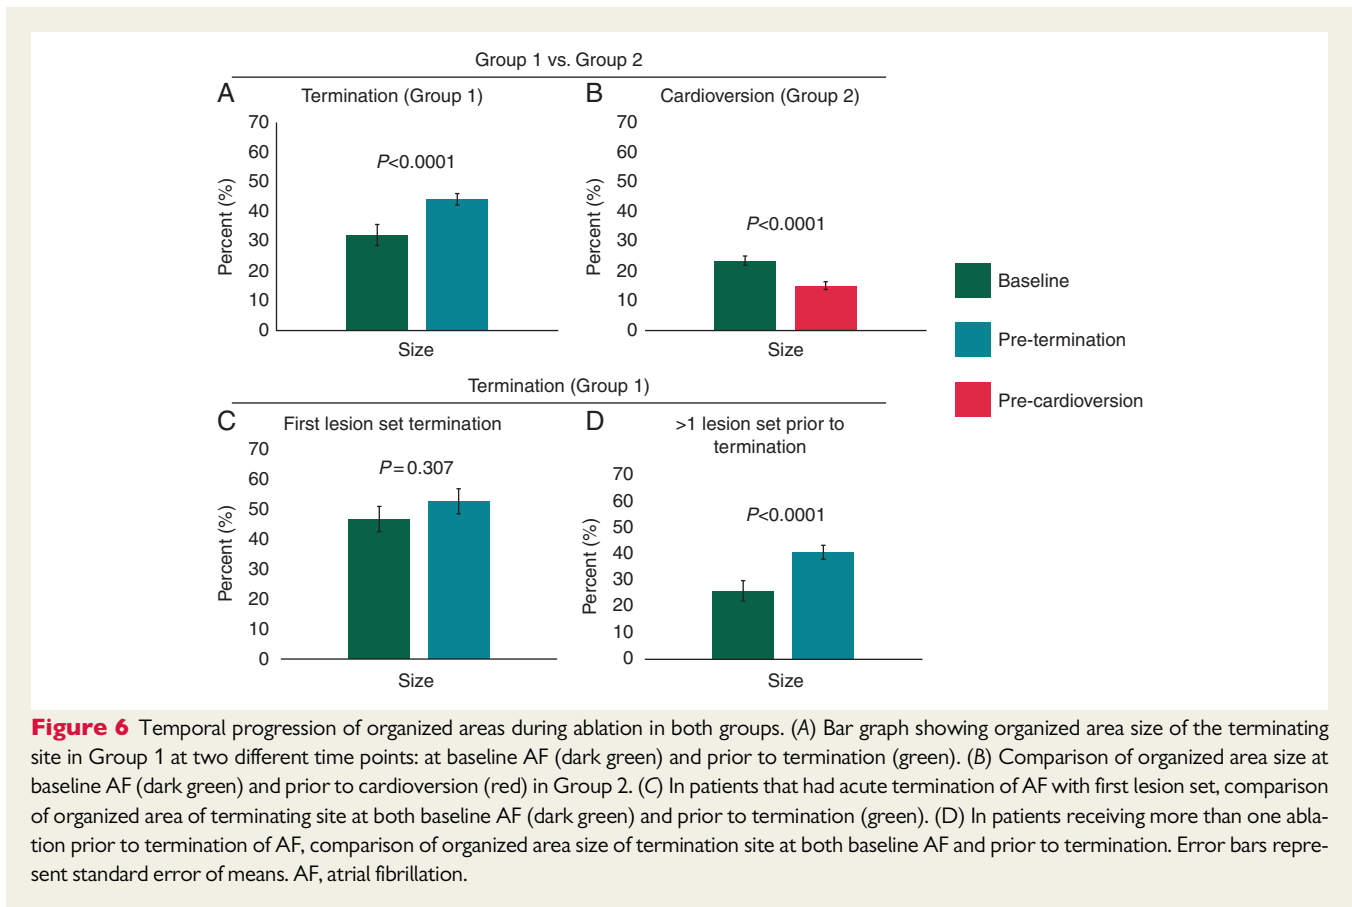 Group 1 vs. Group 2
A
Termination (Group 1)
70
60
50
40
30
20
10
0
Percent (%)
P<0.0001
Size
B
Cardioversion (Group 2)
70
60
50
40
30
20
10
0
Percent (%)
P<0.0001
Size
Baseline
Pre-termination
Pre-cardioversion
Termination (Group 1)
C
First lesion set termination
70
60
50
40
30
20
10
0
Percent (%)
P = 0.307
Size
D
>1 lesion set prior to
termination
70
60
50
40
30
20
10
0
Percent (%)
P<0.0001
Size
Figure 6 Temporal progression of organized areas during ablation in both groups. (A) Bar graph showing organized area size of the terminating
site in Group 1 at two different time points: at baseline AF (dark green) and prior to termination (green). (B) Comparison of organized area size at
baseline AF (dark green) and prior to cardioversion (red) in Group 2. (C) In patients that had acute termination of AF with first lesion set, comparison
of organized area of terminating site at both baseline AF (dark green) and prior to termination (green). (D) In patients receiving more than one abla-
tion prior to termination of AF, comparison of organized area size of termination site at both baseline AF and prior to termination. Error bars repre-
sent standard error of means. AF, atrial fibrillation.